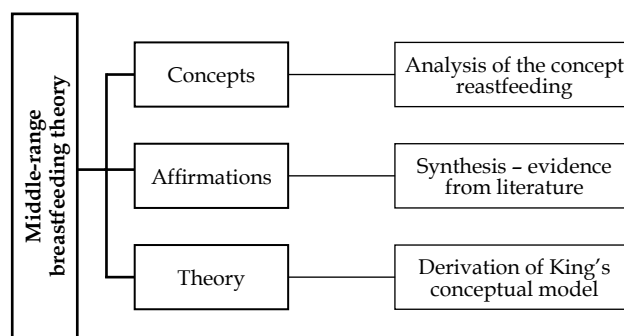 Middle-range
breastfeeding theory
Concepts
Analysis of the concept
reastfeeding
Affirmations
Synthesis – evidence
from literature
Theory
Derivation of King’s
conceptual model